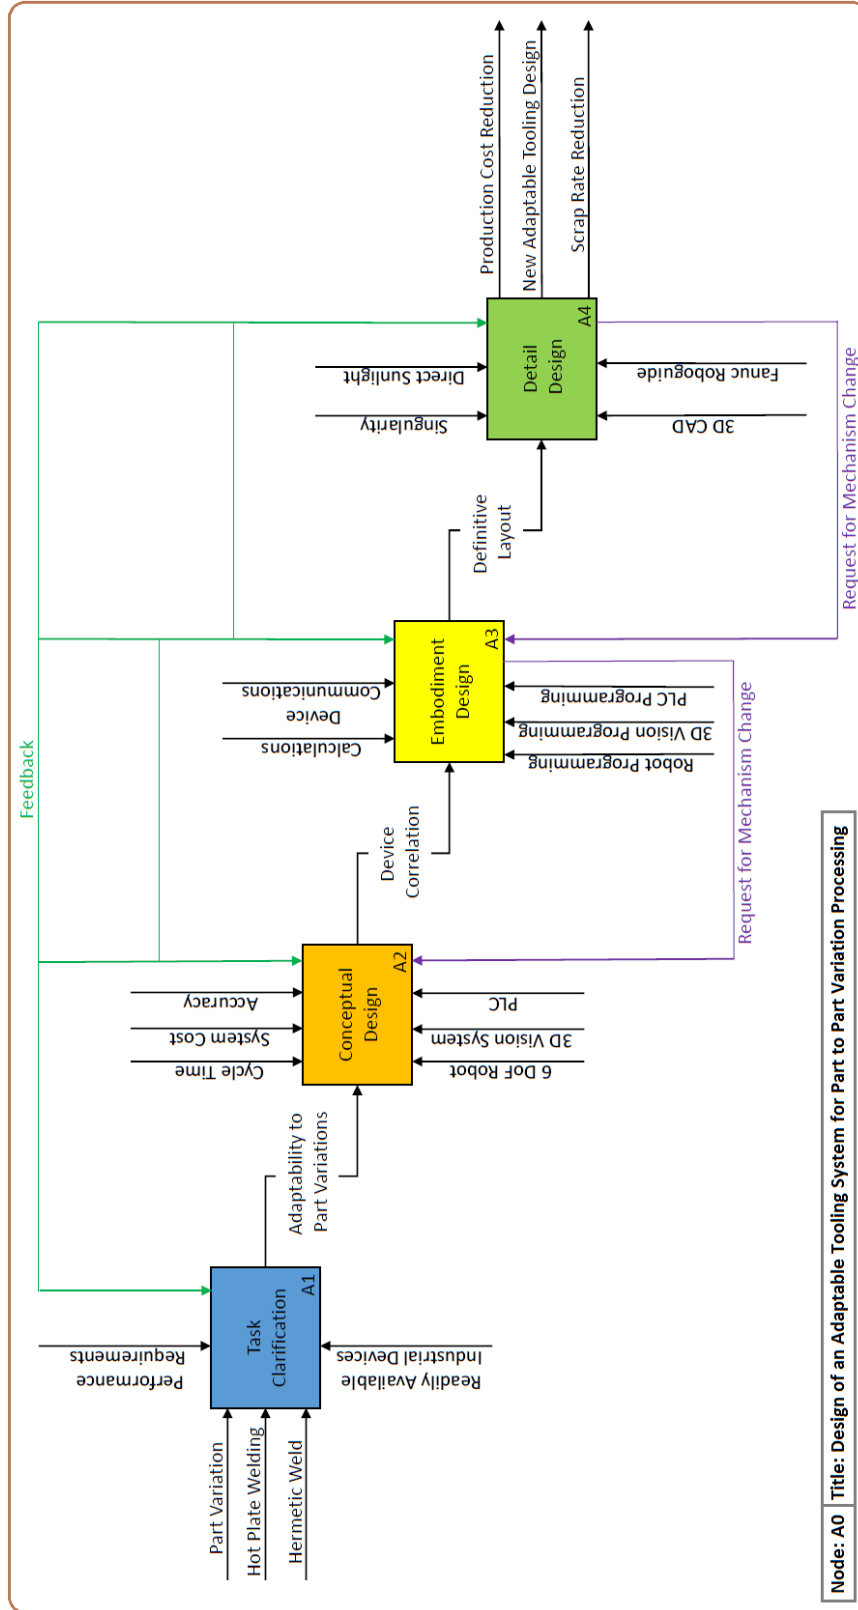 Feedback
Part Variation
Hot Plate Welding
Hermetic Weld
Performance
Requirements
Task
Clarification
A1
Readily Available
Industrial Devices
Adaptability to
Part Variations
Cycle Time
System Cost
Accuracy
Conceptual
Design
A2
6 DoF Robot
3D Vision System
PLC
Device
Correlation
Calculations
Device
Communications
Embodiment
Design
A3
Robot Programming
3D Vision Programming
PLC Programming
Request for Mechanism Change
Definitive
Layout
Singularity
Direct Sunlight
Detail
Design
A4
3D CAD
Fanuc Roboguide
Request for Mechanism Change
Production Cost Reduction
New Adaptable Tooling Design
Scrap Rate Reduction
Node: A0
Title: Design of an Adaptable Tooling System for Part to Part Variation Processing